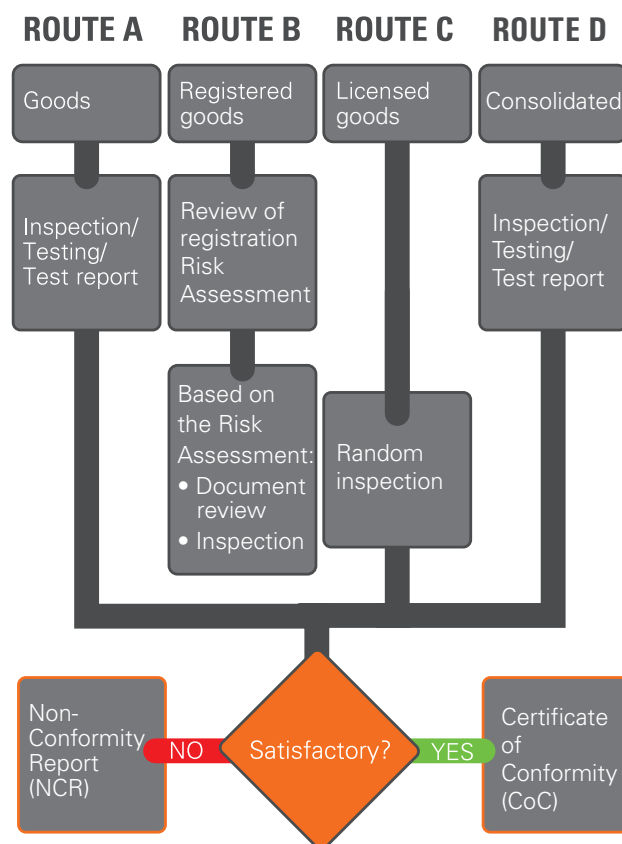 ROUTE A
ROUTE B
ROUTE C
ROUTE D
Goods
Registered
goods
Licensed
goods
Consolidated
Inspection/
Testing/
Test report
Review of
registration
Risk
Assessment
Inspection/
Testing/
Test report
Based on
the Risk
Assessment:
• Document
review
• Inspection
Random
inspection
Non-
Conformity
Report
(NCR)
NO
Satisfactory?
YES
Certificate
of
Conformity
(CoC)